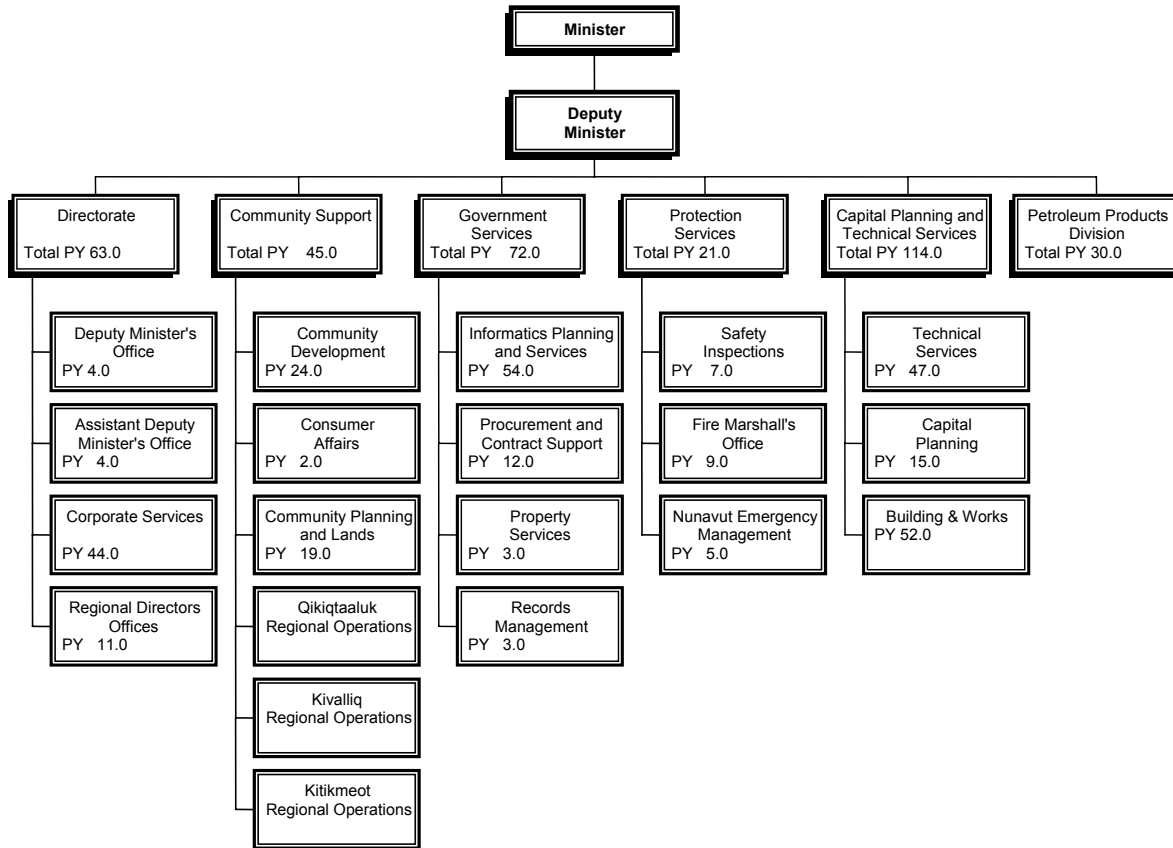 Minister
Deputy
Minister
Directorate
Total PY 63.0
Community Support
Total PY 45.0
Government
Services
Total PY 72.0
Protection
Services
Total PY 21.0
Capital Planning and
Technical Services
Total PY 114.0
Petroleum Products
Division
Total PY 30.0
Deputy Minister's
Office
PY 4.0
Assistant Deputy
Minister's Office
PY 4.0
Corporate Services
PY 44.0
Regional Directors
Offices
PY 11.0
Community
Development
PY 24.0
Consumer
Affairs
PY 2.0
Community Planning
and Lands
PY 19.0
Qikiqtaaluk
Regional Operations
Kivalliq
Regional Operations
Kitikmeot
Regional Operations
Informatics Planning
and Services
PY 54.0
Procurement and
Contract Support
PY 12.0
Property
Services
PY 3.0
Records
Management
PY 3.0
Safety
Inspections
PY 7.0
Fire Marshall's
Office
PY 9.0
Nunavut Emergency
Management
PY 5.0
Technical
Services
PY 47.0
Capital
Planning
PY 15.0
Building & Works
PY 52.0